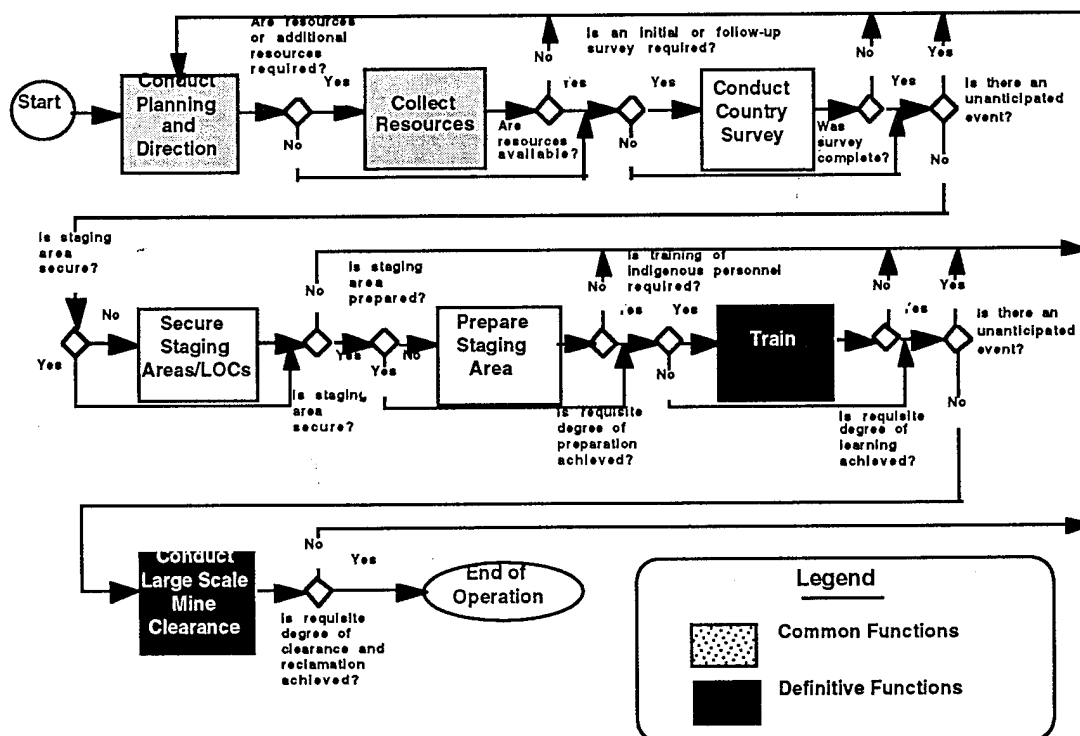 Are resources
or additional
resources
required?
Is an initial or follow-up
survey required?
No
No
Yes
Start
Conduct
Planning
and
Direction
Yes
Collect
Resources
Yes
Yes
Conduct
Country
Survey
Yes
Is there an
unanticipated
event?
No
Are
resources
available?
No
Was
survey
complete?
No
Is staging
area
secure?
Is staging
area
prepared?
Is training of
indigenous personnel
required?
No
No
No
Yes
No
Secure
Staging
Areas/LOCs
Yes
No
Prepare
Staging
Area
Yes
Yes
Train
Yes
Is there an
unanticipated
event?
Yes
Yes
No
No
Is staging
area
secure?
Is requisite
degree of
preparation
achieved?
Is requisite
degree of
learning
achieved?
Conduct
Large Scale
Mine
Clearance
No
Yes
End of
Operation
Is requisite
degree of
clearance and
reclamation
achieved?
Legend
Common Functions
Definitive Functions